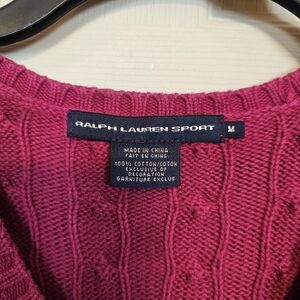 RALPH LAUREN SPORT
M
MADE IN CHINA
FAIT EN CHINE
100% COTTON/COTON
EXCLUSIVE OF
DECORATION
GARNITURE EXCLUE